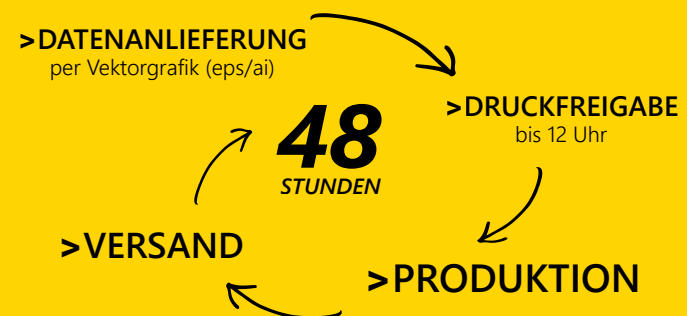 >DATENANLIEFERUNG
per Vektorgrafik (eps/ai)
>DRUCKFREIGABE
bis 12 Uhr
48
STUNDEN
>VERSAND
>PRODUKTION